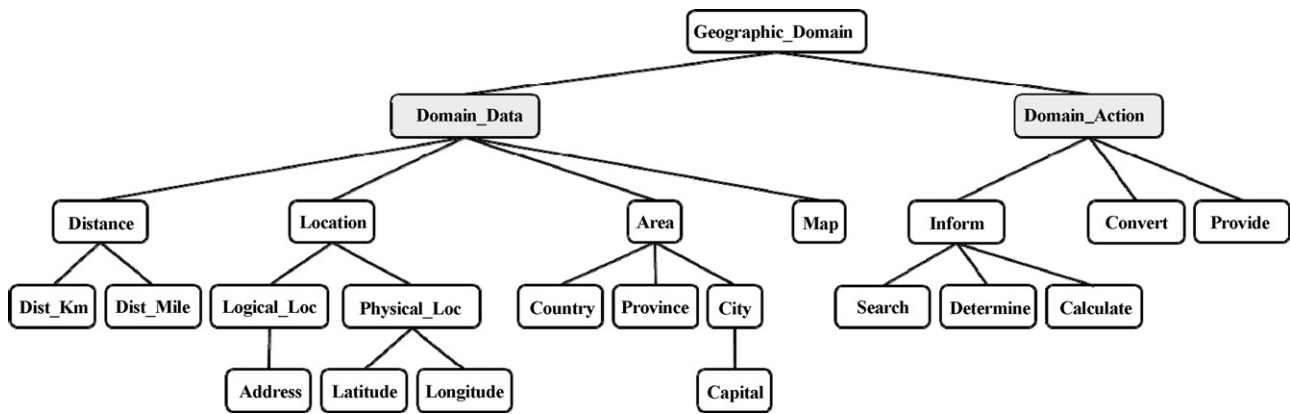 Geographic_Domain
Domain_Data
Domain_Action
Distance
Location
Area
Map
Inform
Convert
Provide
Dist_Km
Dist_Mile
Logical_Loc
Physical_Loc
Country
Province
City
Search
Determine
Calculate
Address
Latitude
Longitude
Capital